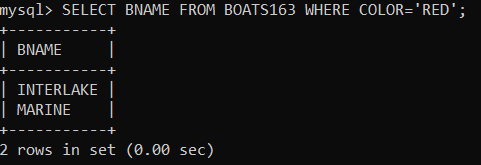 mysql> SELECT BNAME FROM BOATS163 WHERE COLOR='RED';
+-----------+
| BNAME     |
+-----------+
| INTERLAKE |
| MARINE    |
+-----------+
2 rows in set (0.00 sec)